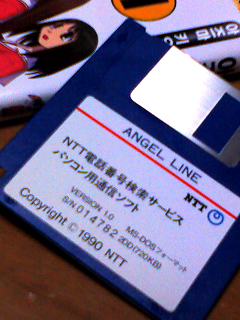 ANGEL LINE
NTT
NTT電話番号検索サービス
パソコン用通信ソフト
VERSION 1.0 MS-DOSフォーマット
S/N 014782 2DD(720KB)
Copyright © 1990 NTT